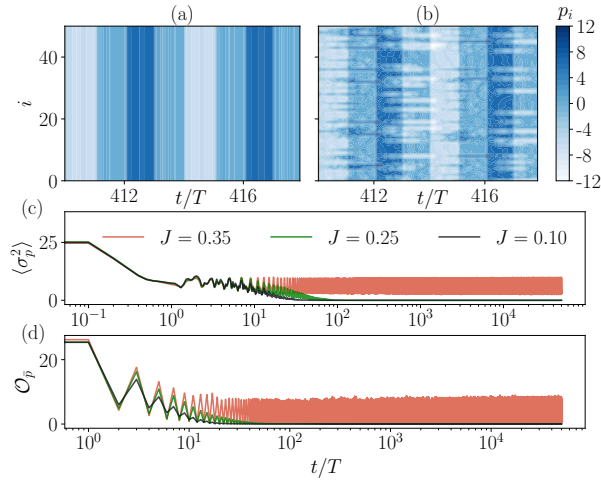 (a) (b) p_i
i 40 20 0
412 416 412 416
t/T t/T
12 8 4 0 -4 -8 -12
(c)
⟨σ_p^2⟩ 25 0
J = 0.35 J = 0.25 J = 0.10
10^{-1} 10^0 10^1 10^2 10^3 10^4
(d)
𝒪_{p̄} 20 0
10^0 10^1 10^2 10^3 10^4
t/T